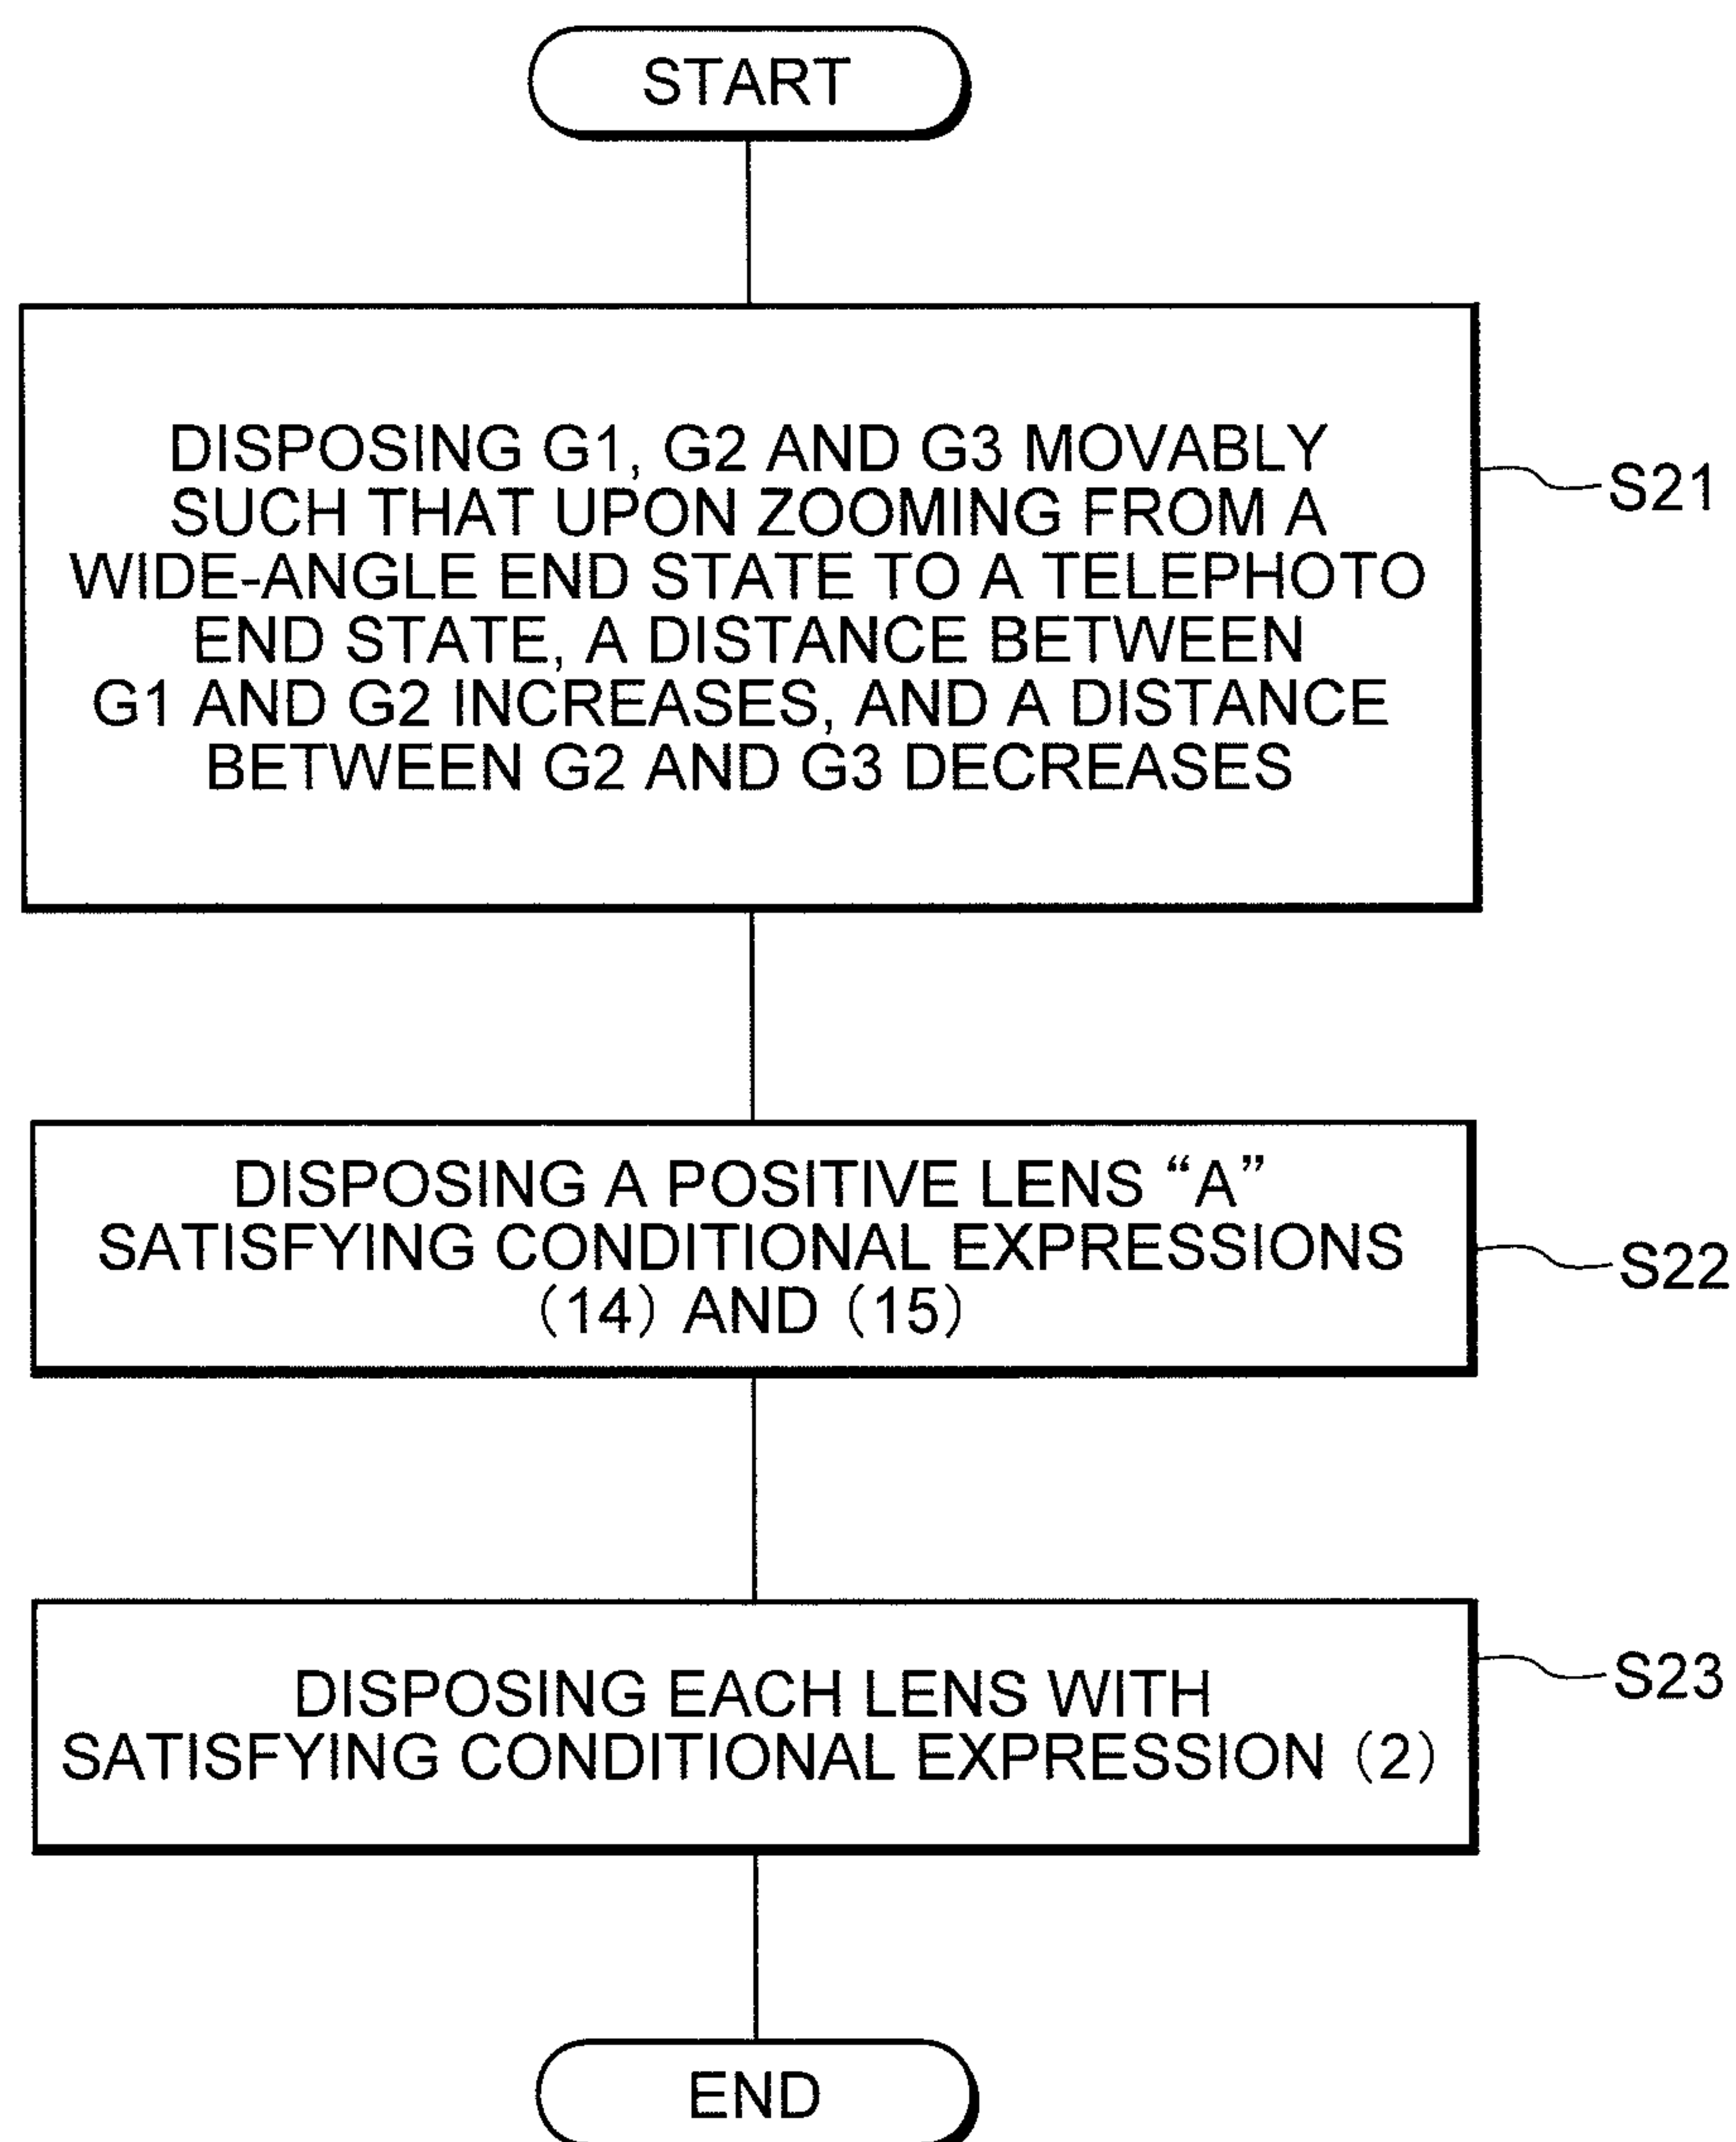 START
DISPOSING G1, G2 AND G3 MOVABLY
SUCH THAT UPON ZOOMING FROM A
WIDE-ANGLE END STATE TO A TELEPHOTO
END STATE, A DISTANCE BETWEEN
G1 AND G2 INCREASES, AND A DISTANCE
BETWEEN G2 AND G3 DECREASES
S21
DISPOSING A POSITIVE LENS “A”
SATISFYING CONDITIONAL EXPRESSIONS
(14) AND (15)
S22
DISPOSING EACH LENS WITH
SATISFYING CONDITIONAL EXPRESSION (2)
S23
END